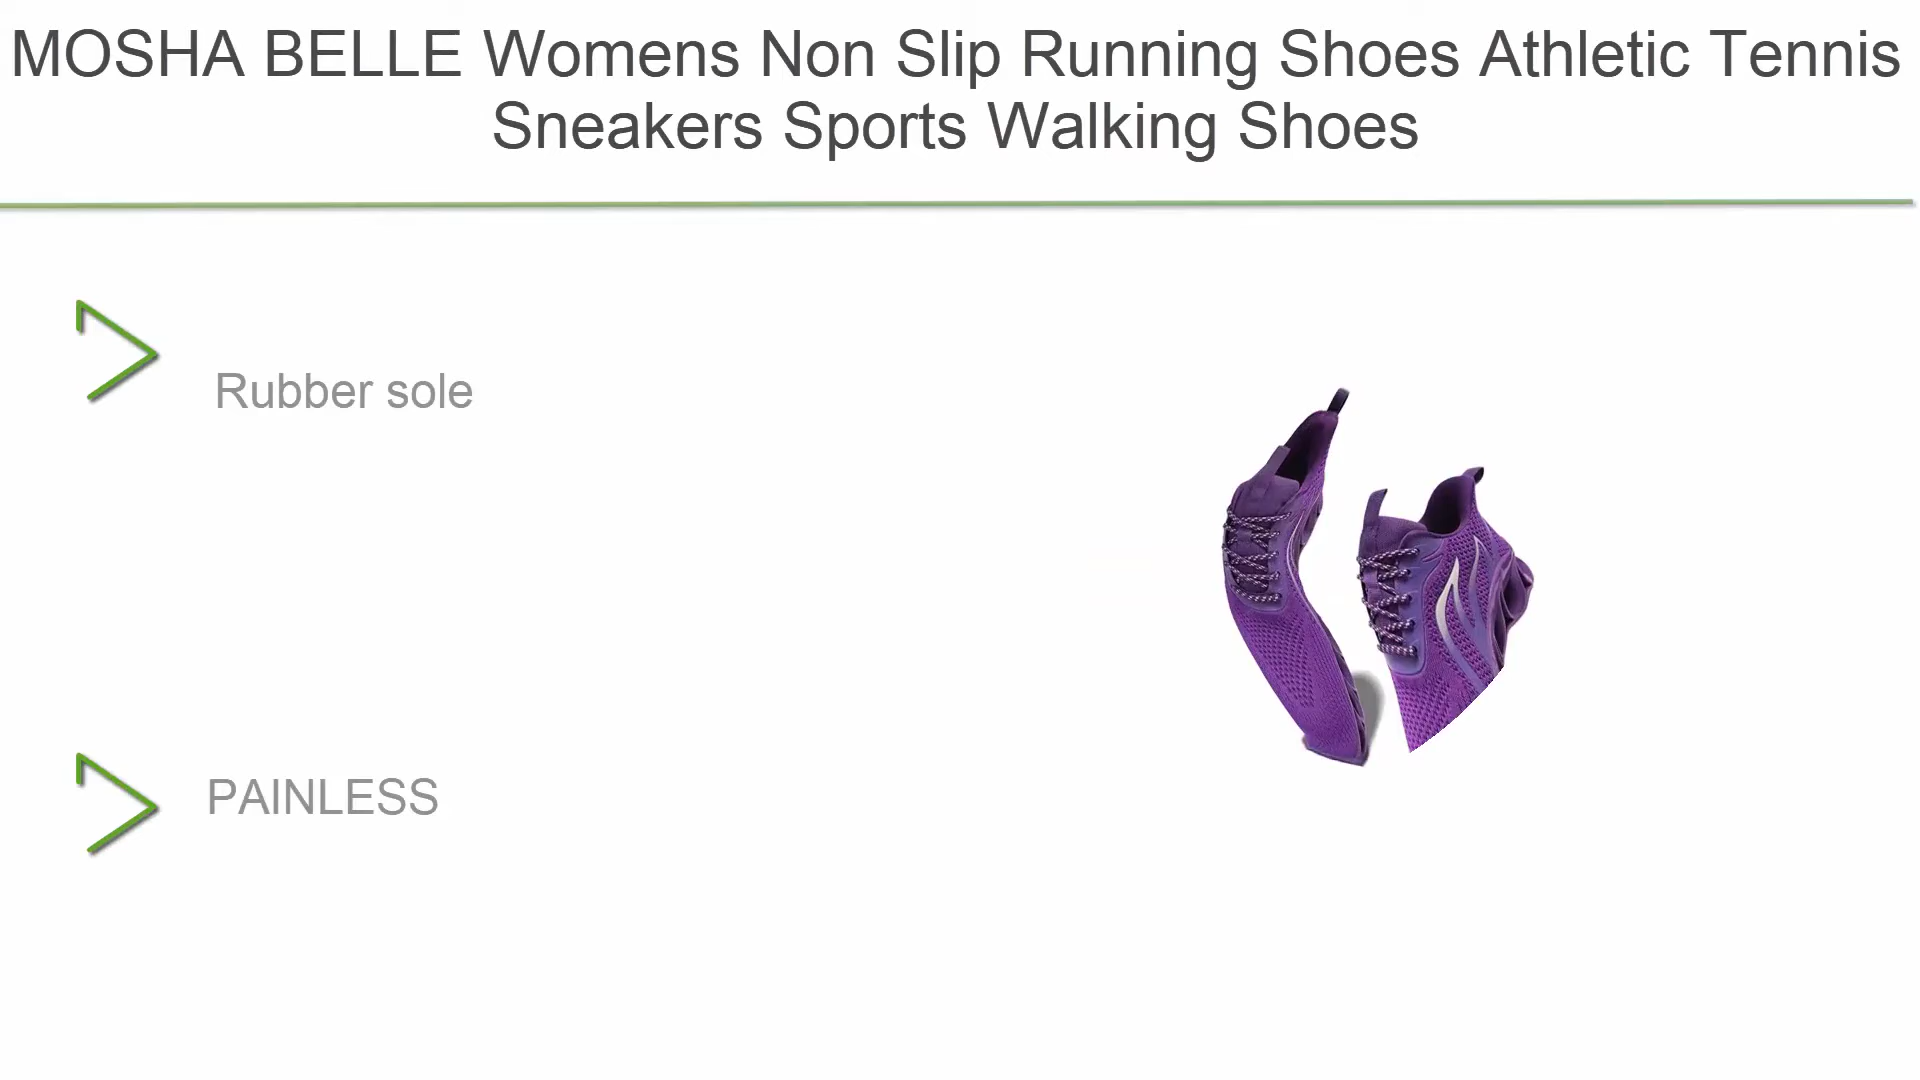 MOSHA BELLE Womens Non Slip Running Shoes Athletic Tennis
Sneakers Sports Walking Shoes
Rubber sole
PAINLESS